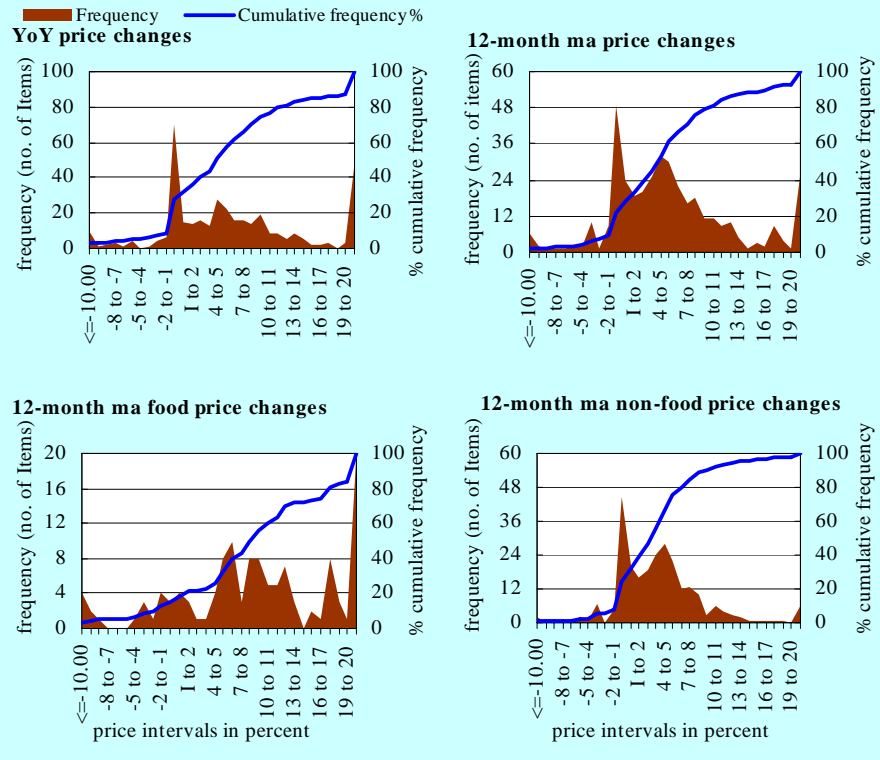 Frequency Cumulative frequency%
YoY price changes
frequency (no. of Items)
100
80
60
40
20
0
100
80
60
40
20
0
% cumulative frequency
<=-10.00
-8 to -7
-5 to -4
-2 to -1
I to 2
4 to 5
7 to 8
10 to 11
13 to 14
16 to 17
19 to 20
12-month ma price changes
frequency (no. of items)
60
48
36
24
12
0
100
80
60
40
20
0
% cumulative frequency
<=-10.00
-8 to -7
-5 to -4
-2 to -1
I to 2
4 to 5
7 to 8
10 to 11
13 to 14
16 to 17
19 to 20
12-month ma food price changes
frequency (no. of Items)
20
16
12
8
4
0
100
80
60
40
20
0
% cumulative frequency
<=-10.00
-8 to -7
-5 to -4
-2 to -1
I to 2
4 to 5
7 to 8
10 to 11
13 to 14
16 to 17
19 to 20
price intervals in percent
12-month ma non-food price changes
frequency (no. of Items)
60
48
36
24
12
0
100
80
60
40
20
0
% cumulative frequency
<=-10.00
-8 to -7
-5 to -4
-2 to -1
I to 2
4 to 5
7 to 8
10 to 11
13 to 14
16 to 17
19 to 20
price intervals in percent